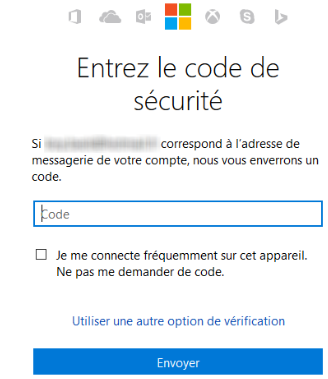 Entrez le code de
sécurité
Si correspond à l'adresse de
messagerie de votre compte, nous vous enverrons un
code.
Code
Je me connecte fréquemment sur cet appareil.
Ne pas me demander de code.
Utiliser une autre option de vérification
Envoyer